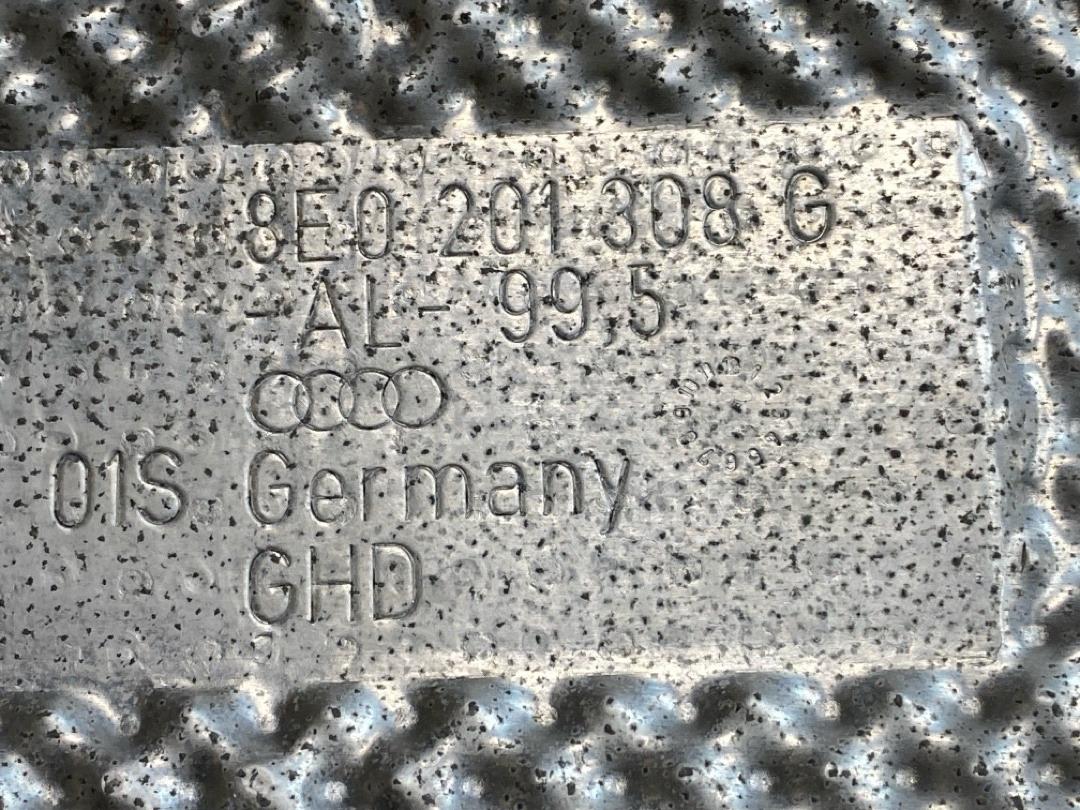 8E0 201 308 G
-AL- 99,5
01S Germany
GHD